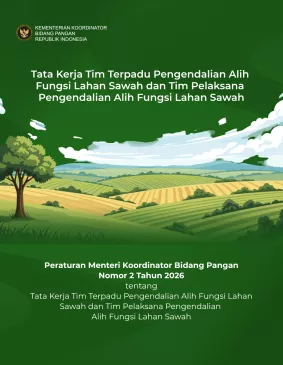 KEMENTERIAN KOORDINATOR
BIDANG PANGAN
REPUBLIK INDONESIA
Tata Kerja Tim Terpadu Pengendalian Alih
Fungsi Lahan Sawah dan Tim Pelaksana
Pengendalian Alih Fungsi Lahan Sawah
Peraturan Menteri Koordinator Bidang Pangan
Nomor 2 Tahun 2026
tentang
Tata Kerja Tim Terpadu Pengendalian Alih Fungsi Lahan
Sawah dan Tim Pelaksana Pengendalian
Alih Fungsi Lahan Sawah